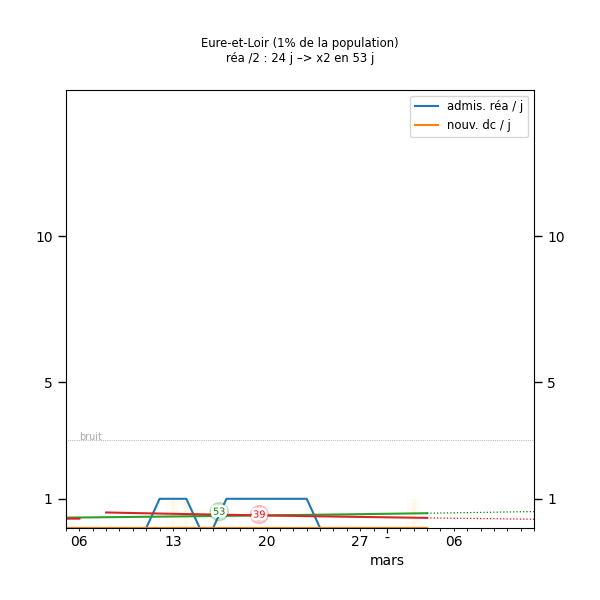 Eure-et-Loir (1% de la population)
réa /2 : 24 j –> x2 en 53 j
admis. réa / j
nouv. dc / j
10 10
5 5
bruit
1 1
53 39
06 13 20 27 - 06
mars